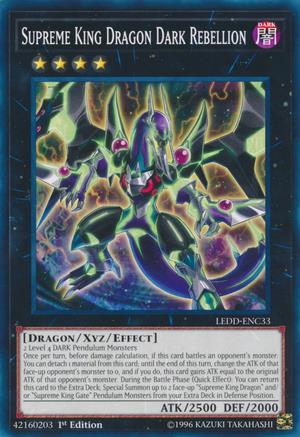 SUPREME KING DRAGON DARK REBELLION
DARK
闇
LEDD-ENC33
[DRAGON/XYZ/EFFECT]
2 Level 4 DARK Pendulum Monsters
Once per turn, before damage calculation, if this card battles an opponent's monster:
You can detach 1 material from this card; until the end of this turn, change the ATK of that
face-up opponent's monster to 0, and if you do, this card gains ATK equal to the original
ATK of that opponent's monster. During the Battle Phase (Quick Effect): You can return
this card to the Extra Deck; Special Summon up to 2 face-up "Supreme King Dragon" and/
or "Supreme King Gate" Pendulum Monsters from your Extra Deck in Defense Position.
ATK/2500 DEF/2000
42160203 1st Edition ©1996 KAZUKI TAKAHASHI